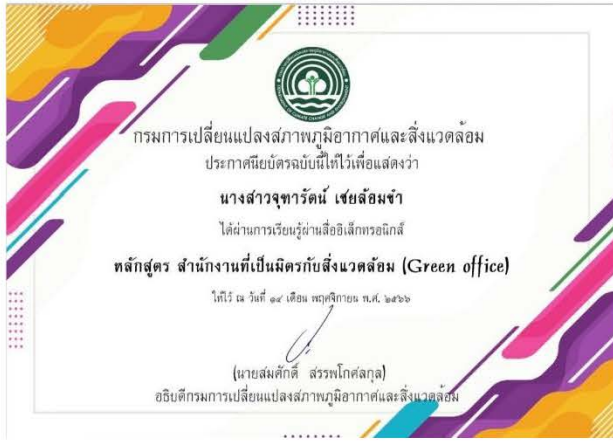 กรมการเปลี่ยนแปลงสภาพภูมิอากาศและสิ่งแวดล้อม
ประกาศนียบัตรฉบับนี้ให้ไว้เพื่อแสดงว่า
นางสาวจุฑารัตน์ เชยล้อมขำ
ได้ผ่านการเรียนรู้ผ่านสื่ออิเล็กทรอนิกส์
หลักสูตร สำนักงานที่เป็นมิตรกับสิ่งแวดล้อม (Green office)
ให้ไว้ ณ วันที่ ๑๔ เดือน พฤศจิกายน พ.ศ. ๒๕๖๖
(นายสมศักดิ์ สรรพโกศลกุล)
อธิบดีกรมการเปลี่ยนแปลงสภาพภูมิอากาศและสิ่งแวดล้อม